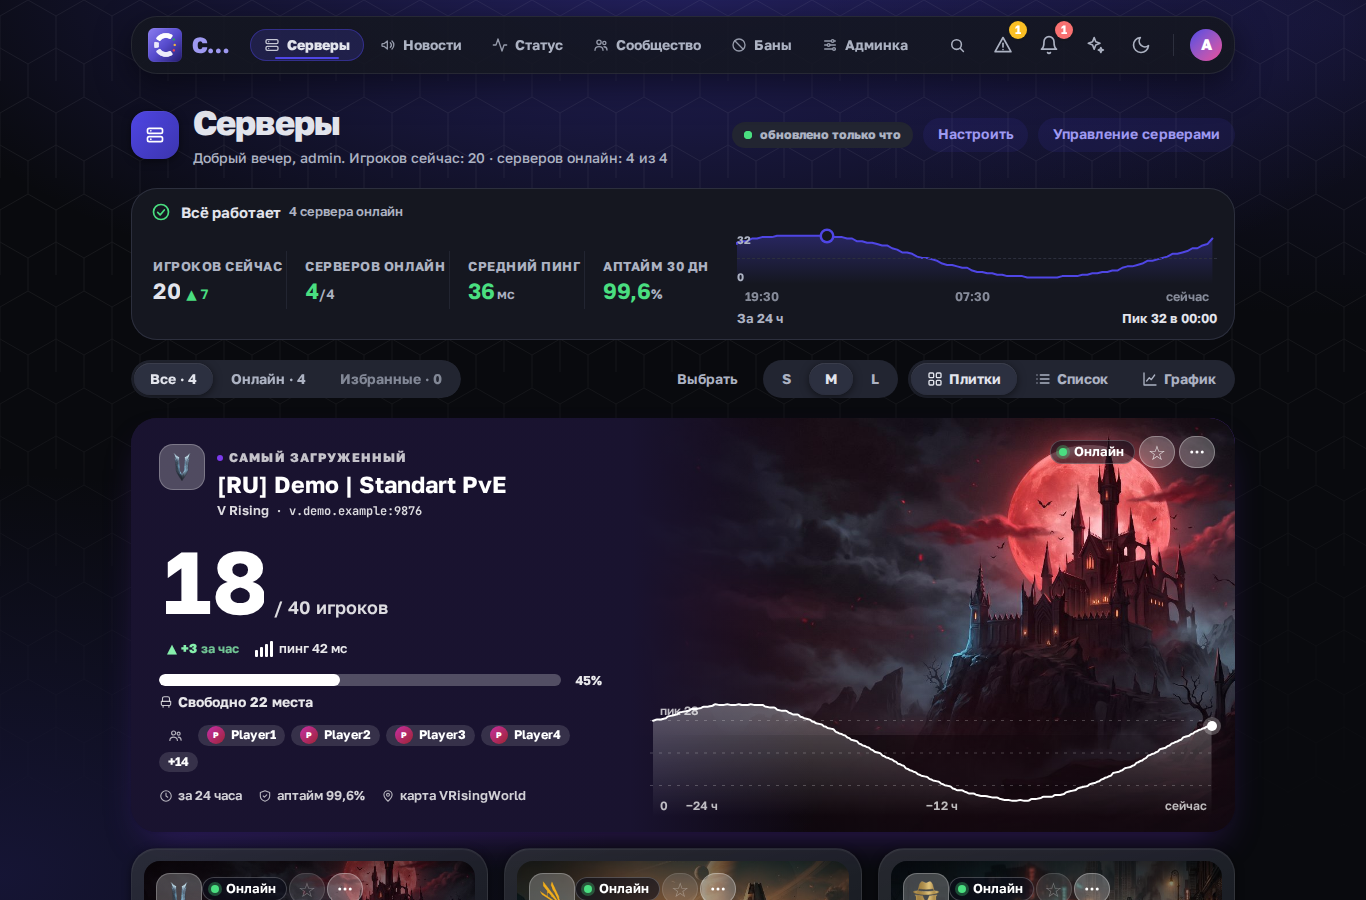 С...
Серверы
Новости
Статус
Сообщество
Баны
Админка
1
1
A
Серверы
Добрый вечер, admin. Игроков сейчас: 20 · серверов онлайн: 4 из 4
обновлено только что
Настроить
Управление серверами
Всё работает 4 сервера онлайн
ИГРОКОВ СЕЙЧАС
20 ▲ 7
СЕРВЕРОВ ОНЛАЙН
4/4
СРЕДНИЙ ПИНГ
36 мс
АПТАЙМ 30 ДН
99,6%
32
0
19:30
07:30
сейчас
За 24 ч
Пик 32 в 00:00
Все · 4
Онлайн · 4
Избранные · 0
Выбрать
S
M
L
Плитки
Список
График
САМЫЙ ЗАГРУЖЕННЫЙ
[RU] Demo | Standart PvE
V Rising · v.demo.example:9876
Онлайн
18 / 40 игроков
▲ +3 за час
пинг 42 мс
45%
Свободно 22 места
P Player1
P Player2
P Player3
P Player4
+14
за 24 часа
аптайм 99,6%
карта VRisingWorld
пик 28
0
−24 ч
−12 ч
сейчас
Онлайн
Онлайн
Онлайн